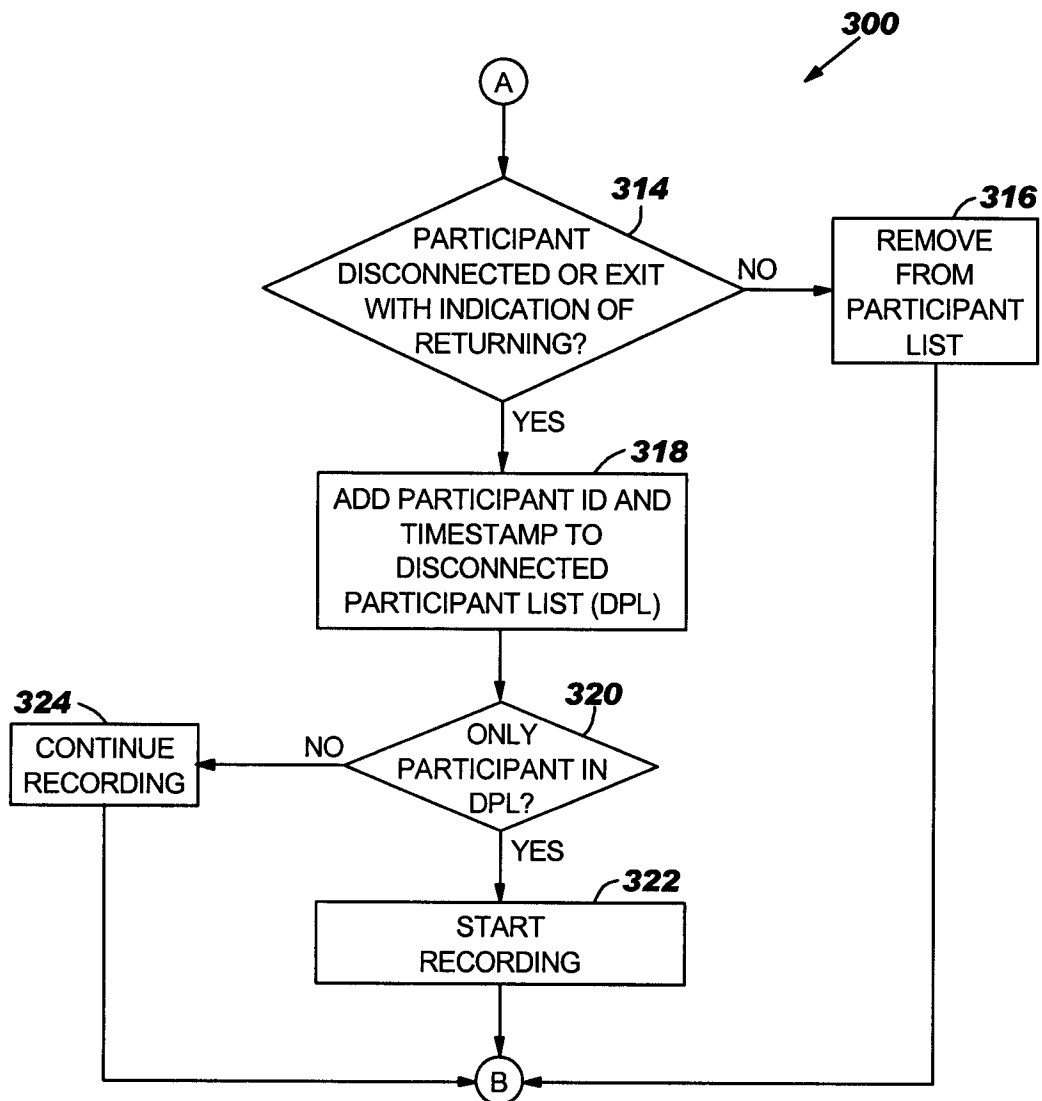 300
A
314
PARTICIPANT
DISCONNECTED OR EXIT
WITH INDICATION OF
RETURNING?
NO
316
REMOVE
FROM
PARTICIPANT
LIST
YES
318
ADD PARTICIPANT ID AND
TIMESTAMP TO
DISCONNECTED
PARTICIPANT LIST (DPL)
320
ONLY
PARTICIPANT IN
DPL?
NO
324
CONTINUE
RECORDING
YES
322
START
RECORDING
B